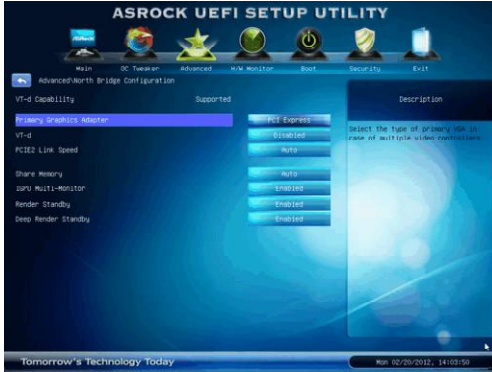 ASROCK UEFI SETUP UTILITY
ASRock
Main OC Tweaker Advanced H/W Monitor Boot Security Exit
Advanced\North Bridge Configuration
VT-d Capability Supported
Description
Primary Graphics Adapter PCI Express
Select the type of primary VGA in
case of multiple video controllers.
VT-d Disabled
PCIE2 Link Speed Auto
Share Memory Auto
IGPU Multi-Monitor Enabled
Render Standby Enabled
Deep Render Standby Enabled
Tomorrow's Technology Today
Mon 02/20/2012, 14:03:50